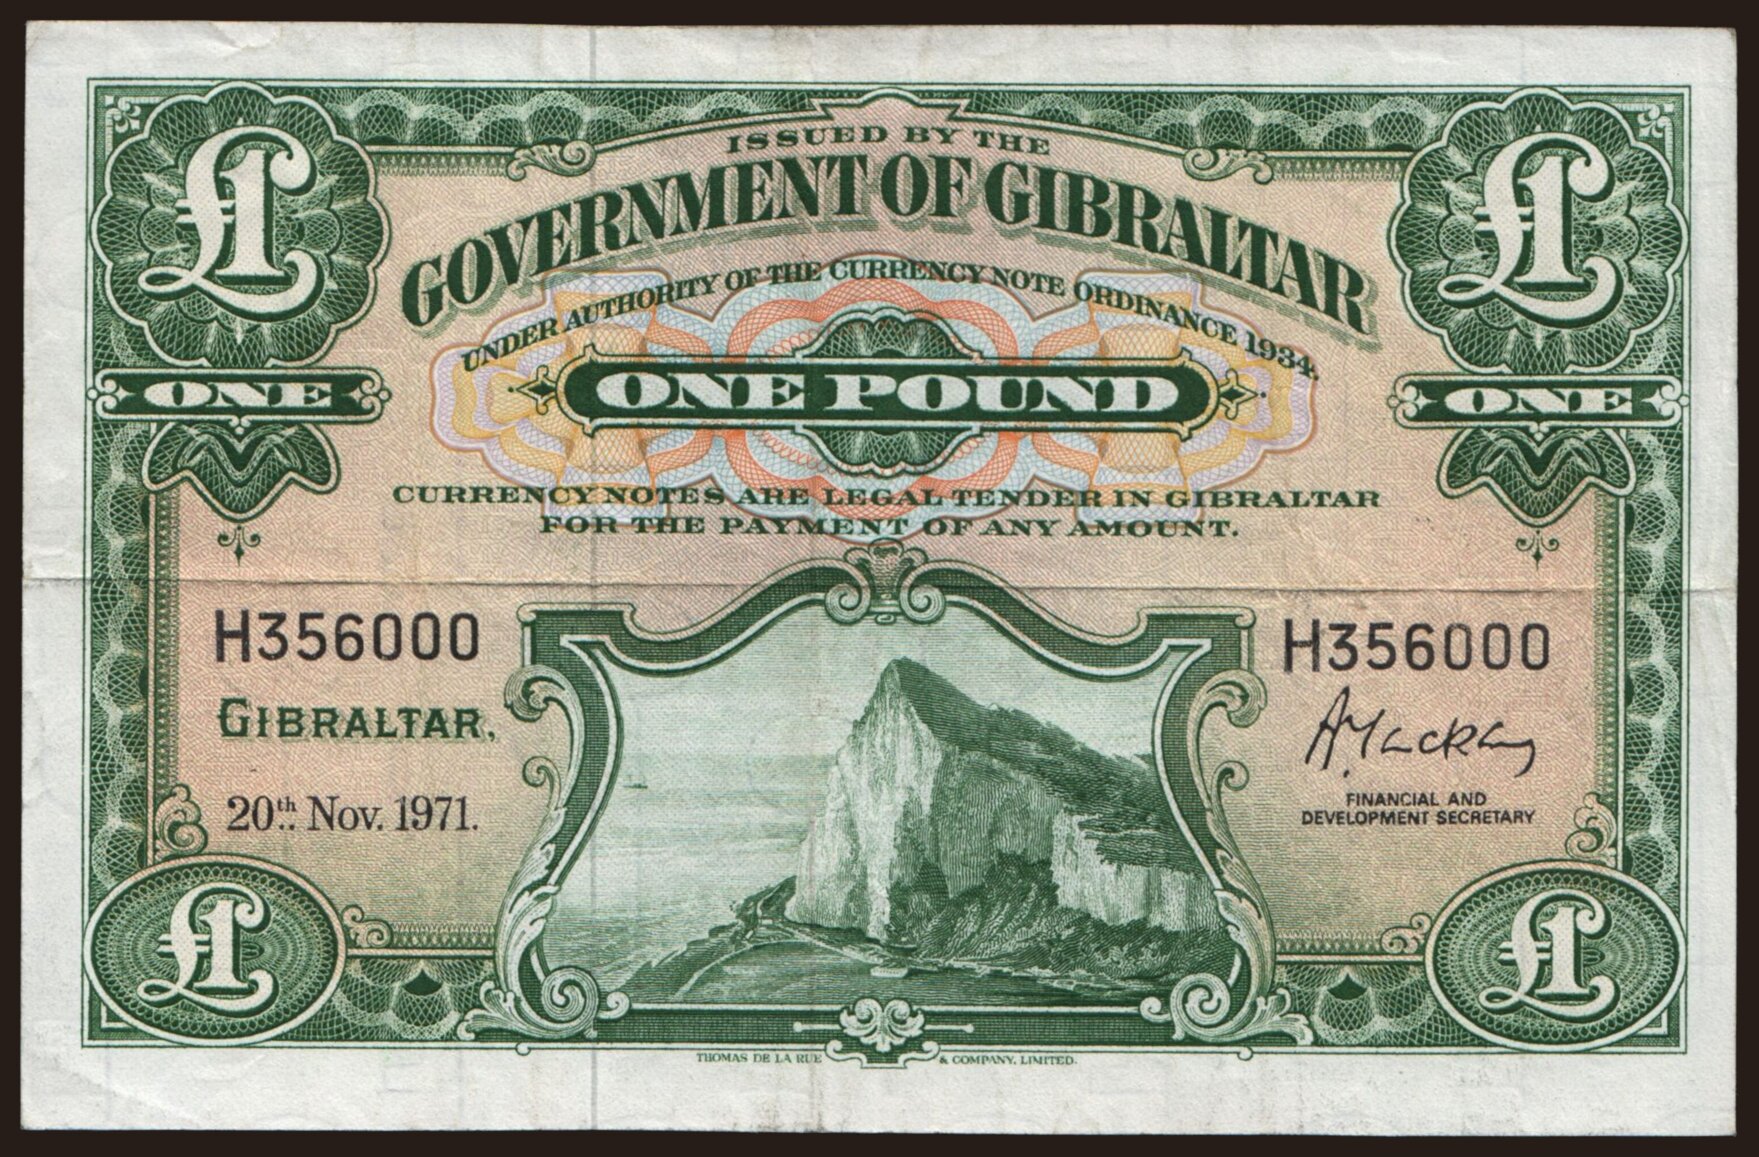 £1
£1
ISSUED BY THE
GOVERNMENT OF GIBRALTAR
UNDER AUTHORITY OF THE CURRENCY NOTE ORDINANCE 1934.
ONE
ONE POUND
ONE
CURRENCY NOTES ARE LEGAL TENDER IN GIBRALTAR
FOR THE PAYMENT OF ANY AMOUNT.
H356000
H356000
GIBRALTAR,
20th Nov. 1971.
A. Mackay
FINANCIAL AND
DEVELOPMENT SECRETARY
£1
£1
THOMAS DE LA RUE & COMPANY, LIMITED.